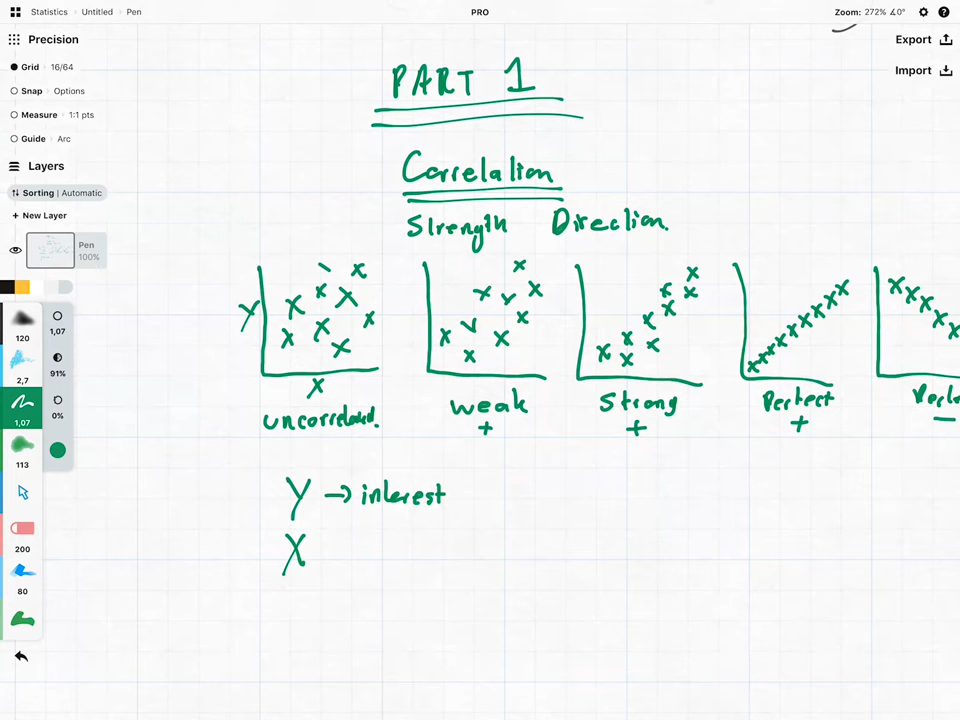 Statistics Untitled Pen
PRO
Zoom: 272% ∡0°
Precision
Export
Import
Grid 16/64
Snap Options
Measure 1:1 pts
Guide Arc
Layers
Sorting | Automatic
+ New Layer
Pen
100%
120
2,7
1,07
113
200
80
1,07
91%
0%
PART 1
Correlation
Strength Direction.
Y
X
uncorrelated.
weak
+
Strong
+
Perfect
+
Y → interest
X